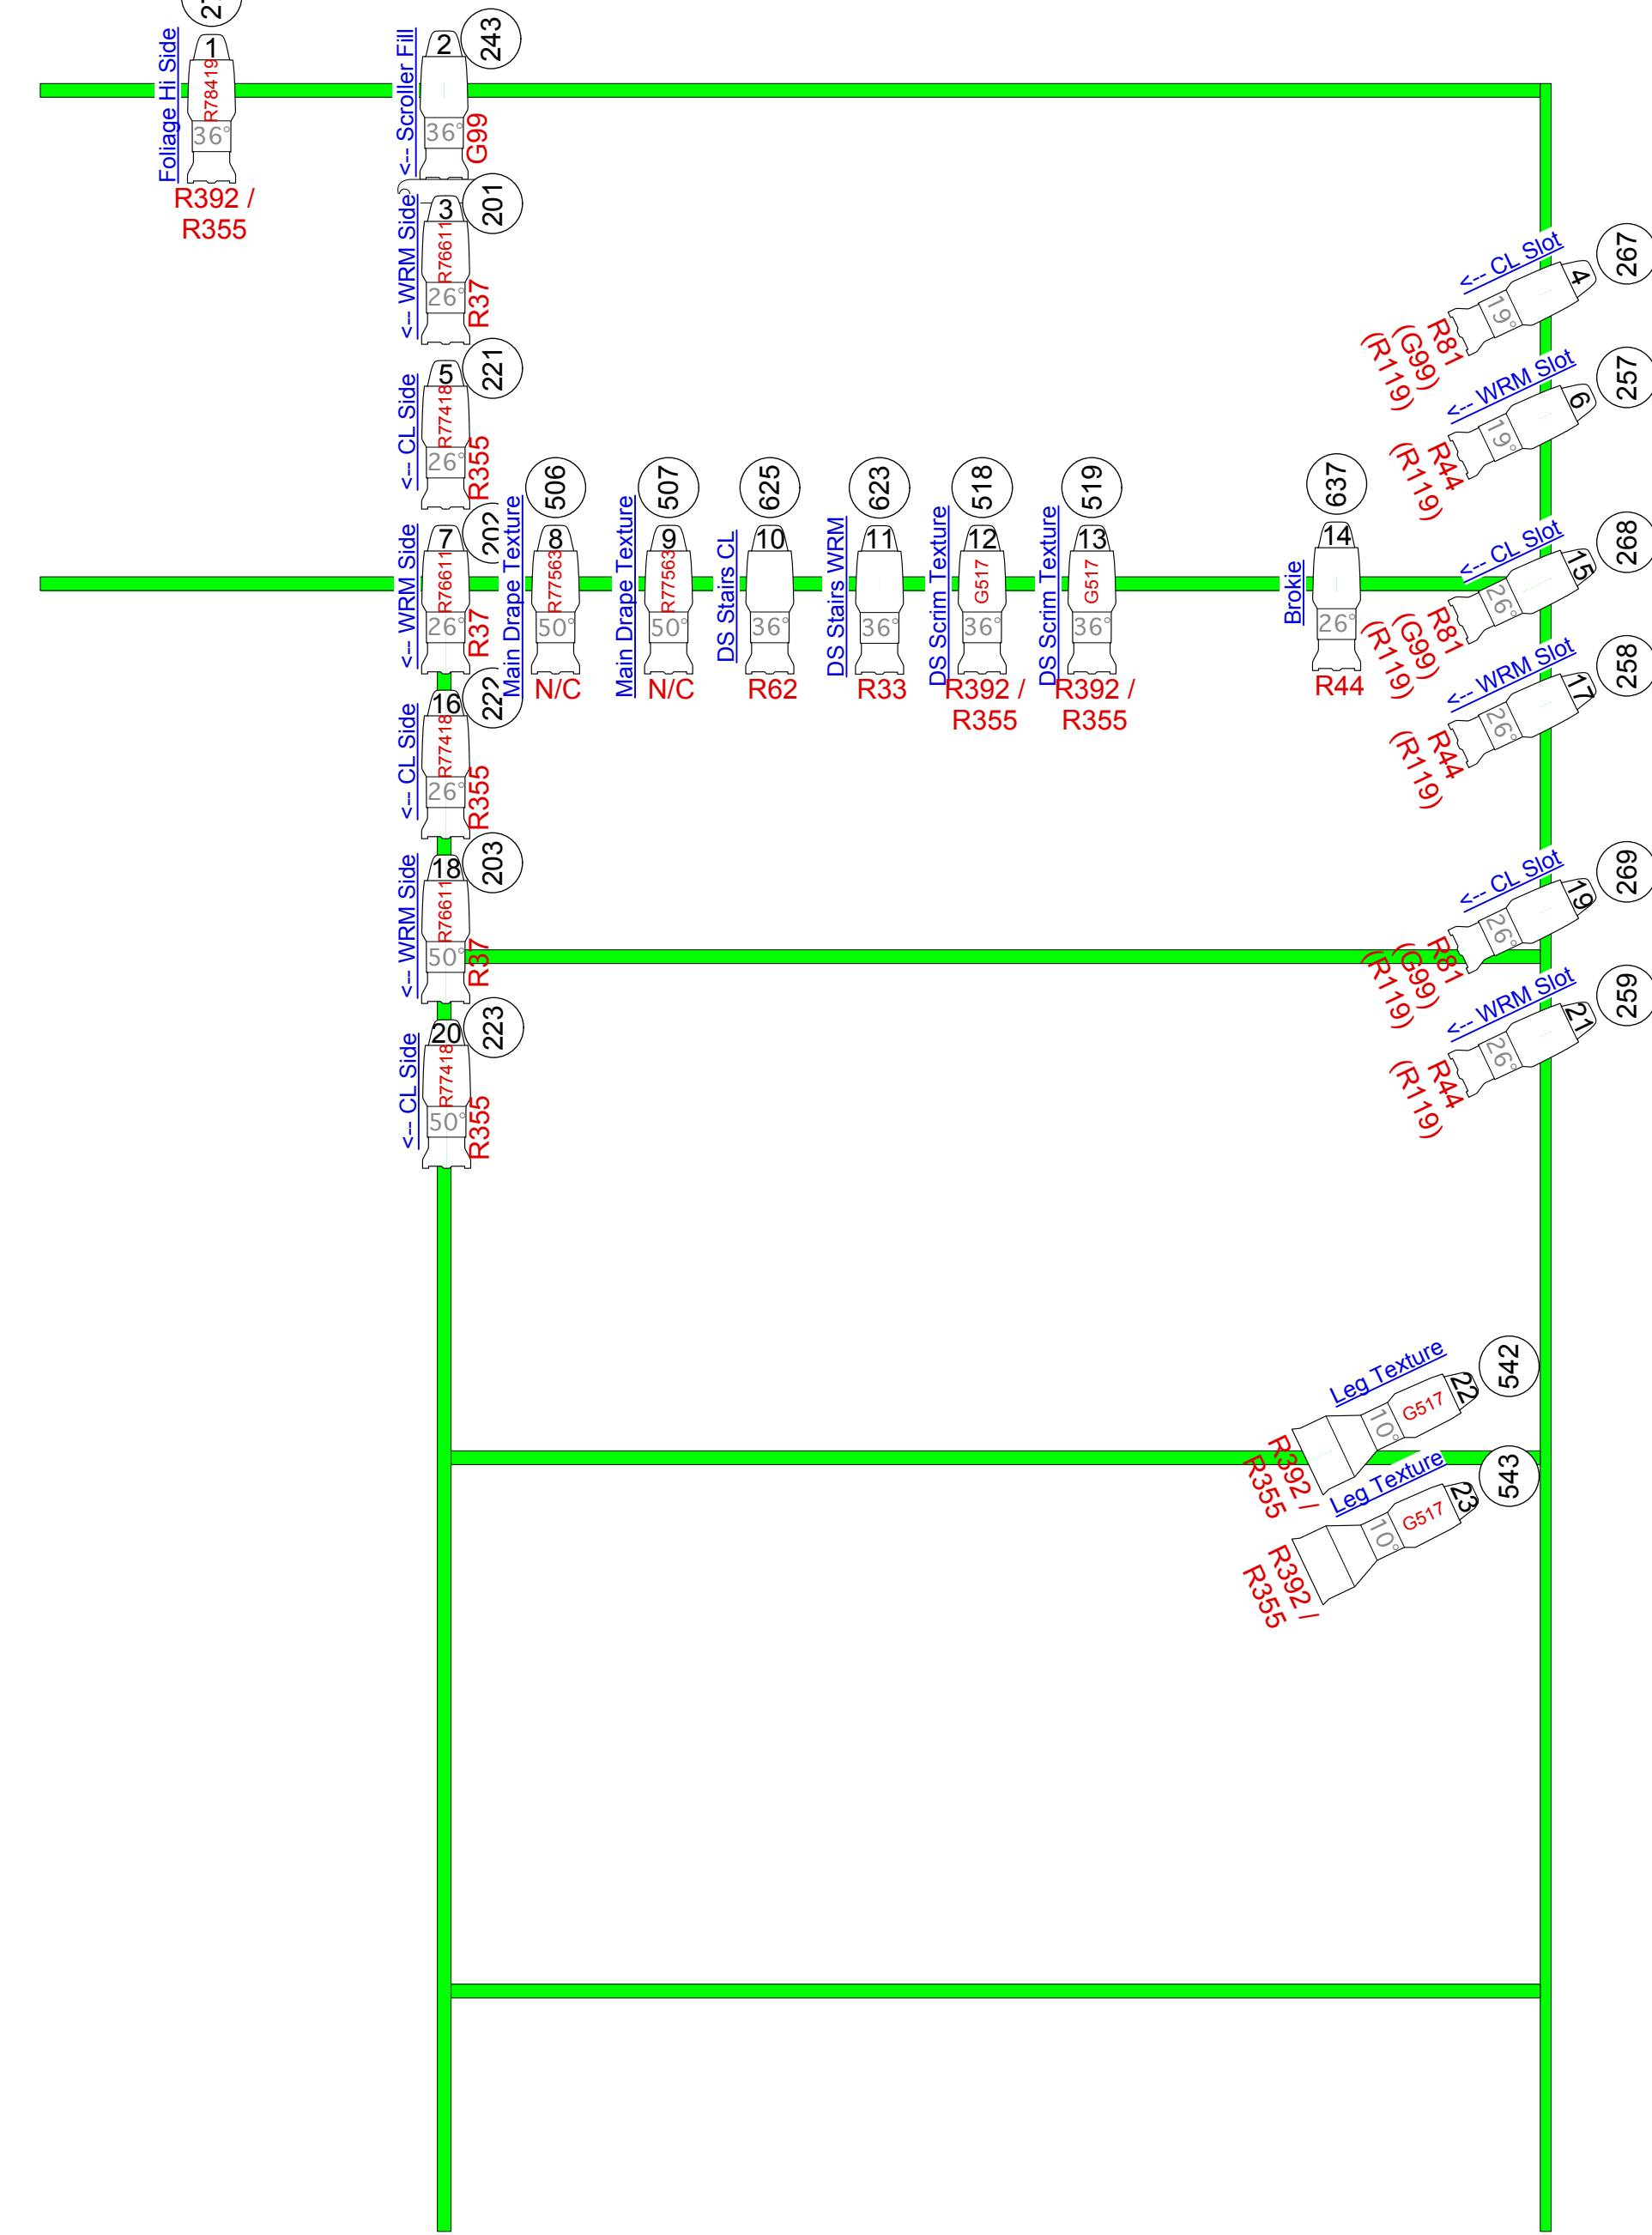 Foliage Hi Side
1
R78419
36°
R392 /
R355
<-- Scroller Fill
2
243
36°
G99
<-- WRM Side
3
201
R76611
26°
R37
<-- CL Slot
4
267
19°
R81
(G99)
(R119)
<-- CL Side
5
221
R77418
26°
R355
<-- WRM Slot
6
257
19°
R44
(R119)
<-- WRM Side
7
202
R76611
26°
R37
Main Drape Texture
8
506
R77563
50°
N/C
Main Drape Texture
9
507
R77563
50°
N/C
DS Stairs CL
10
625
36°
R62
DS Stairs WRM
11
623
36°
R33
DS Scrim Texture
12
518
G517
36°
R392 /
R355
DS Scrim Texture
13
519
G517
36°
R392 /
R355
Brokie
14
637
26°
R44
<-- CL Slot
15
268
26°
R81
(G99)
(R119)
<-- CL Side
16
222
R77418
26°
R355
<-- WRM Slot
17
258
26°
R44
(R119)
<-- WRM Side
18
203
R76611
50°
R37
<-- CL Slot
19
269
26°
R81
(G99)
(R119)
<-- CL Side
20
223
R77418
50°
R355
<-- WRM Slot
21
259
26°
R44
(R119)
Leg Texture
22
542
G517
10°
R392 /
R355
Leg Texture
23
543
G517
10°
R392 /
R355